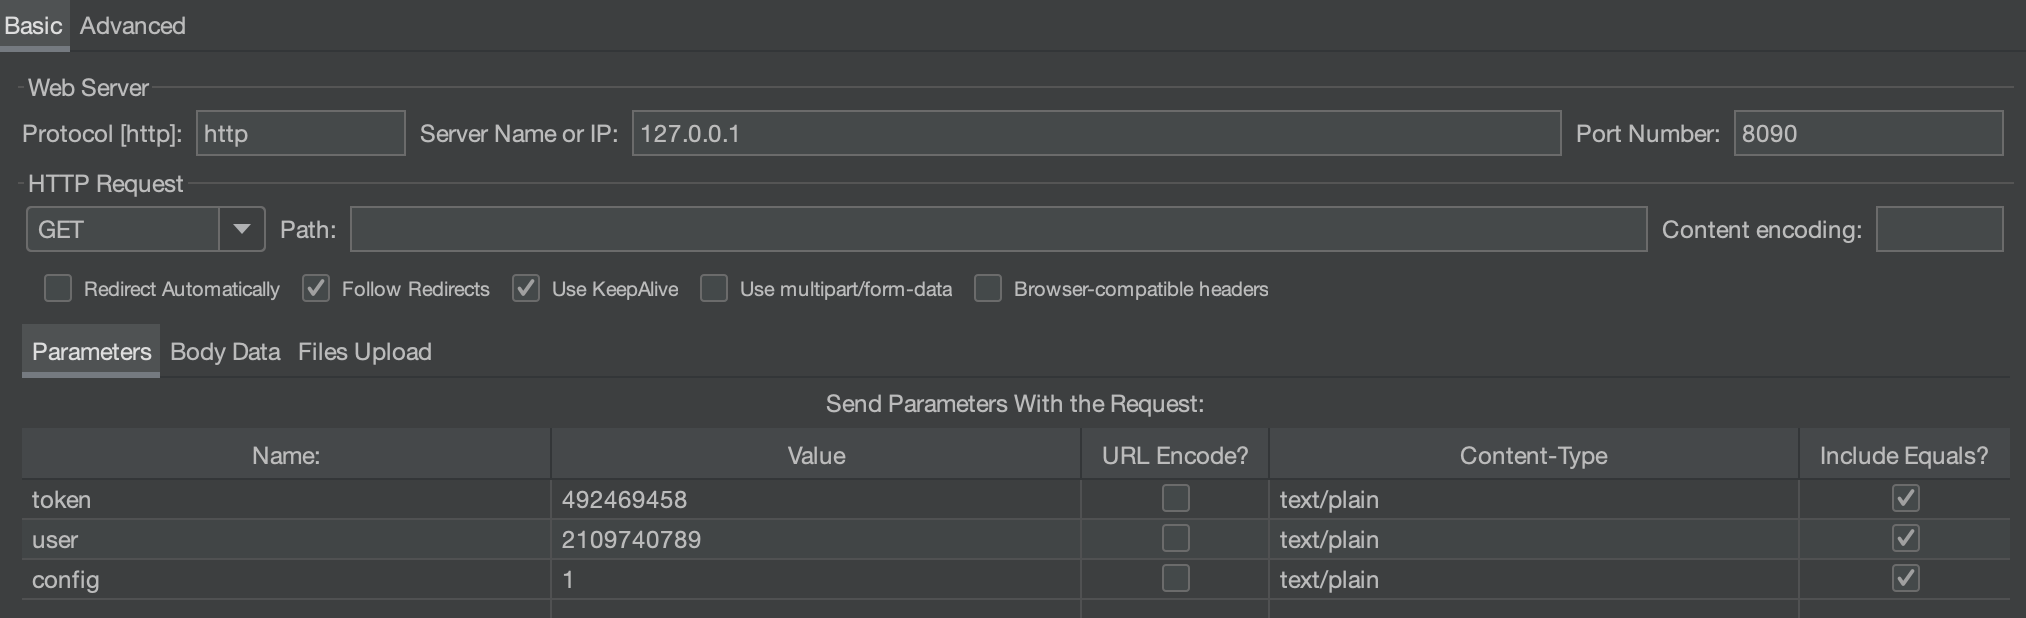 Basic Advanced
Web Server
Protocol [http]: http Server Name or IP: 127.0.0.1 Port Number: 8090
HTTP Request
GET Path: Content encoding:
Redirect Automatically Follow Redirects Use KeepAlive Use multipart/form-data Browser-compatible headers
Parameters Body Data Files Upload
Send Parameters With the Request:
Name: Value URL Encode? Content-Type Include Equals?
token 492469458 text/plain
user 2109740789 text/plain
config 1 text/plain